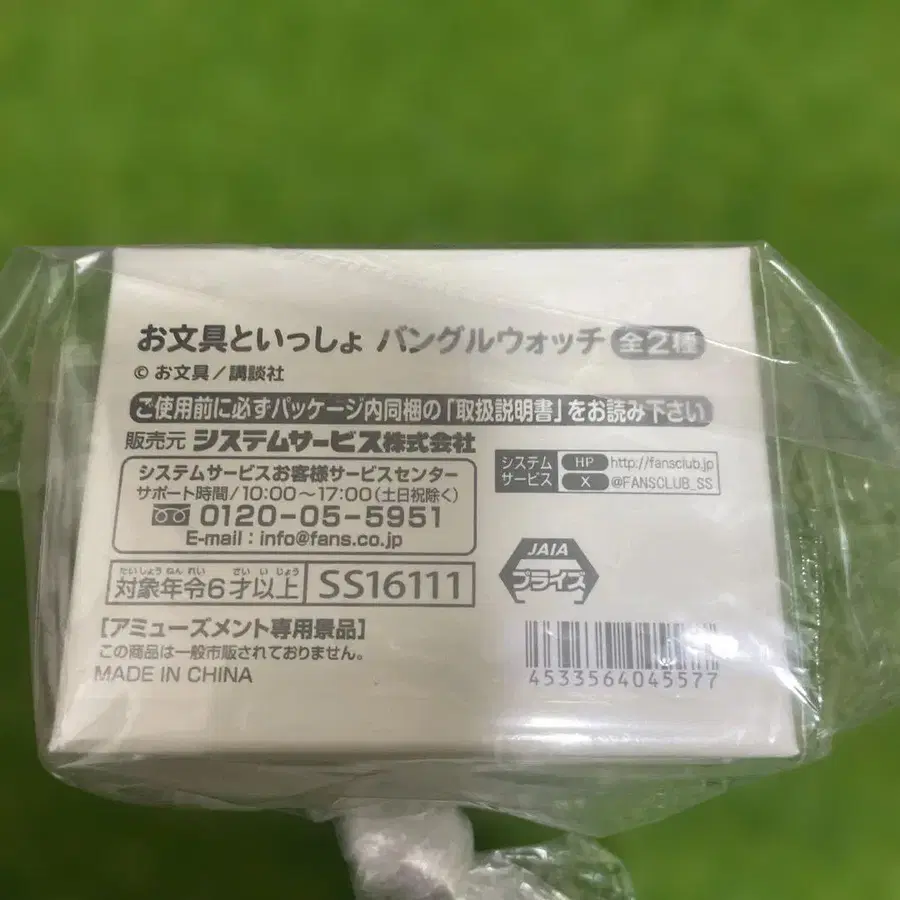 お文具といっしょ バングルウォッチ 全2種
© お文具/講談社
ご使用前に必ずパッケージ内同梱の「取扱説明書」をお読み下さい
販売元 システムサービス株式会社
システムサービスお客様サービスセンター
サポート時間/10:00〜17:00(土日祝除く)
0120-05-5951
E-mail : info@fans.co.jp
システムサービス HP http://fansclub.jp
X @FANSCLUB_SS
たいしょうねんれい さい いじょう
対象年令6才以上 SS16111
JAIA
プライズ
[アミューズメント専用景品]
この商品は一般市販されておりません。
MADE IN CHINA
4533564045577